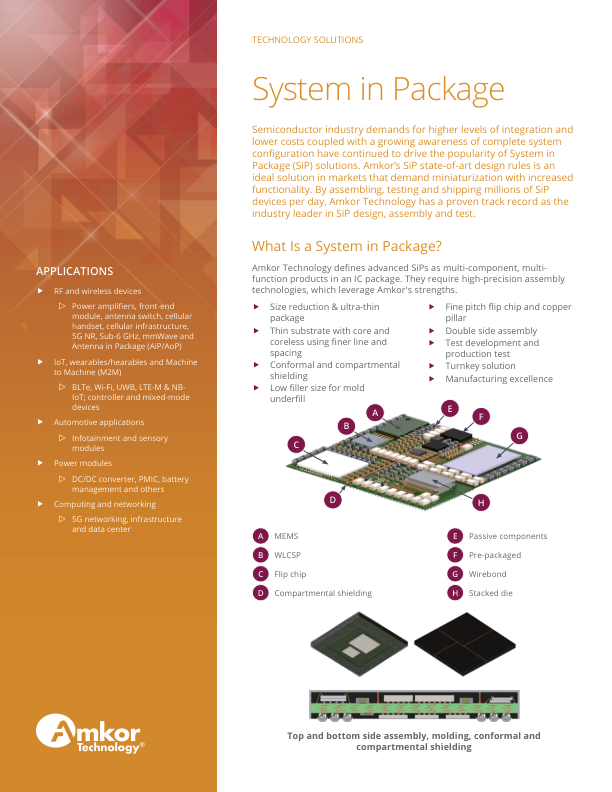 TECHNOLOGY SOLUTIONS
System in Package
Semiconductor industry demands for higher levels of integration and
lower costs coupled with a growing awareness of complete system
configuration have continued to drive the popularity of System in
Package (SiP) solutions. Amkor's SiP state-of-art design rules is an
ideal solution in markets that demand miniaturization with increased
functionality. By assembling, testing and shipping millions of SiP
devices per day, Amkor Technology has a proven track record as the
industry leader in SiP design, assembly and test.
What Is a System in Package?
Amkor Technology defines advanced SiPs as multi-component, multi-
function products in an IC package. They require high-precision assembly
technologies, which leverage Amkor's strengths.
Size reduction & ultra-thin
package
Thin substrate with core and
coreless using finer line and
spacing
Conformal and compartmental
shielding
Low filler size for mold
underfill
Fine pitch flip chip and copper
pillar
Double side assembly
Test development and
production test
Turnkey solution
Manufacturing excellence
A
B
C
D
E
F
G
H
A MEMS
B WLCSP
C Flip chip
D Compartmental shielding
E Passive components
F Pre-packaged
G Wirebond
H Stacked die
Top and bottom side assembly, molding, conformal and
compartmental shielding
APPLICATIONS
RF and wireless devices
Power amplifiers, front-end
module, antenna switch, cellular
handset, cellular infrastructure,
5G NR, Sub-6 GHz, mmWave and
Antenna in Package (AiP/AoP)
IoT, wearables/hearables and Machine
to Machine (M2M)
BLTe, Wi-Fi, UWB, LTE-M & NB-
IoT; controller and mixed-mode
devices
Automotive applications
Infotainment and sensory
modules
Power modules
DC/DC converter, PMIC, battery
management and others
Computing and networking
5G networking, infrastructure
and data center
Amkor
Technology®